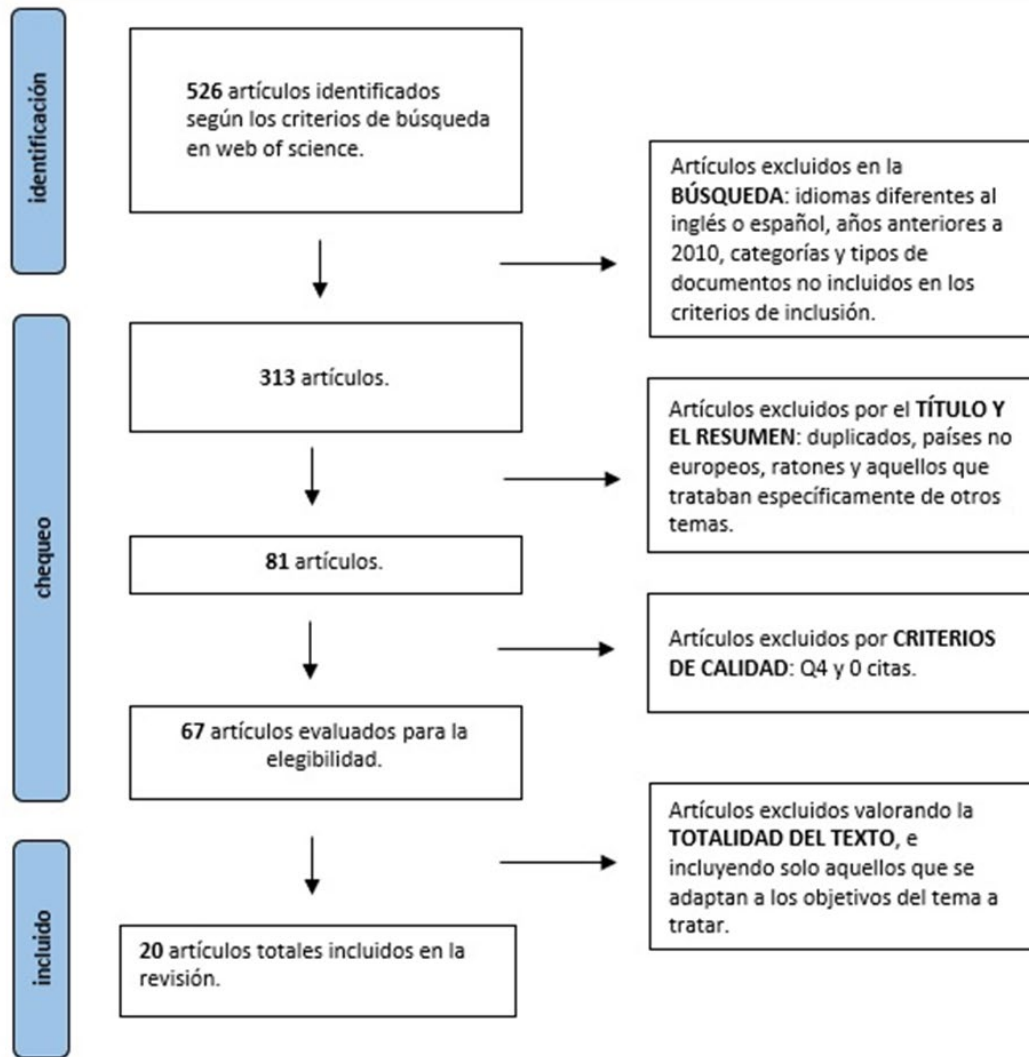 identificación
526 artículos identificados
según los criterios de búsqueda
en web of science.
Artículos excluidos en la
BÚSQUEDA: idiomas diferentes al
inglés o español, años anteriores a
2010, categorías y tipos de
documentos no incluidos en los
criterios de inclusión.
chequeo
313 artículos.
Artículos excluidos por el TÍTULO Y
EL RESUMEN: duplicados, países no
europeos, ratones y aquellos que
trataban específicamente de otros
temas.
81 artículos.
Artículos excluidos por CRITERIOS
DE CALIDAD: Q4 y 0 citas.
67 artículos evaluados para la
elegibilidad.
Artículos excluidos valorando la
TOTALIDAD DEL TEXTO, e
incluyendo solo aquellos que se
adaptan a los objetivos del tema a
tratar.
incluido
20 artículos totales incluidos en la
revisión.